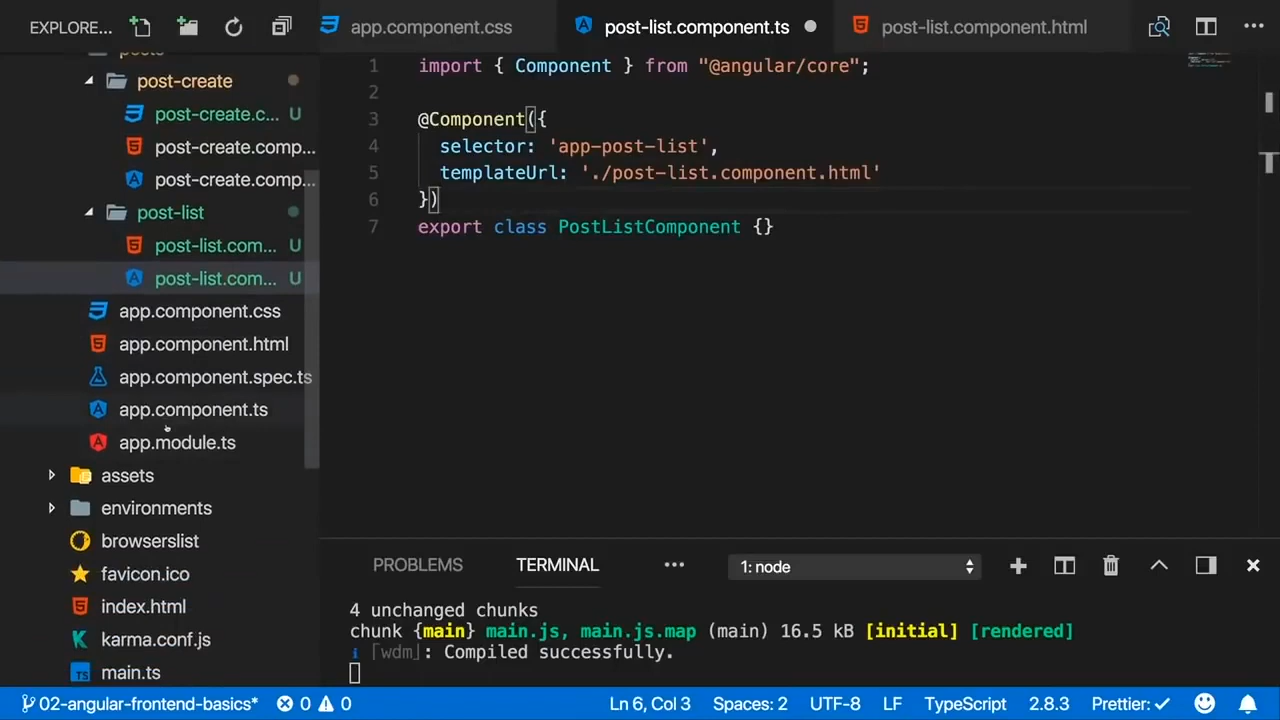 EXPLORE...
app.component.css
post-list.component.ts
post-list.component.html
posts
post-create
post-create.c... U
post-create.comp...
post-create.comp...
post-list
post-list.com... U
post-list.com... U
app.component.css
app.component.html
app.component.spec.ts
app.component.ts
app.module.ts
assets
environments
browserslist
favicon.ico
index.html
karma.conf.js
main.ts
1 import { Component } from "@angular/core";
2
3 @Component({
4 selector: 'app-post-list',
5 templateUrl: './post-list.component.html'
6 })
7 export class PostListComponent {}
PROBLEMS TERMINAL ... 1: node
4 unchanged chunks
chunk {main} main.js, main.js.map (main) 16.5 kB [initial] [rendered]
i ｢wdm｣: Compiled successfully.
02-angular-frontend-basics* 0 0 Ln 6, Col 3 Spaces: 2 UTF-8 LF TypeScript 2.8.3 Prettier: ✓